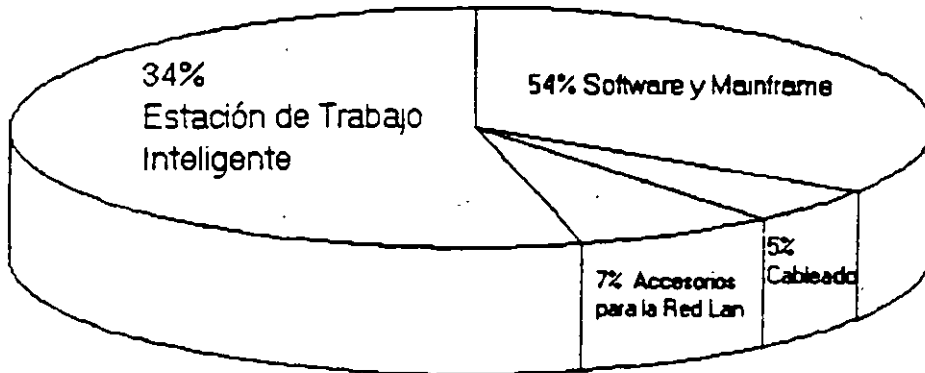 34%
Estación de Trabajo
Inteligente
54% Software y Mainframe
7% Accesorios
para la Red Lan
5%
Cableado